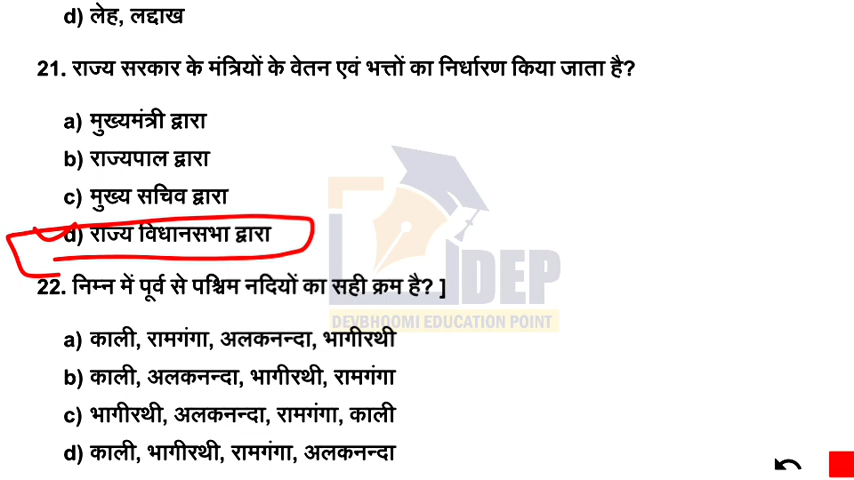 d) लेह, लद्दाख
21. राज्य सरकार के मंत्रियों के वेतन एवं भत्तों का निर्धारण किया जाता है?
a) मुख्यमंत्री द्वारा
b) राज्यपाल द्वारा
c) मुख्य सचिव द्वारा
d) राज्य विधानसभा द्वारा
22. निम्न में पूर्व से पश्चिम नदियों का सही क्रम है? ]
a) काली, रामगंगा, अलकनन्दा, भागीरथी
b) काली, अलकनन्दा, भागीरथी, रामगंगा
c) भागीरथी, अलकनन्दा, रामगंगा, काली
d) काली, भागीरथी, रामगंगा, अलकनन्दा
DEP
DEVBHOOMI EDUCATION POINT